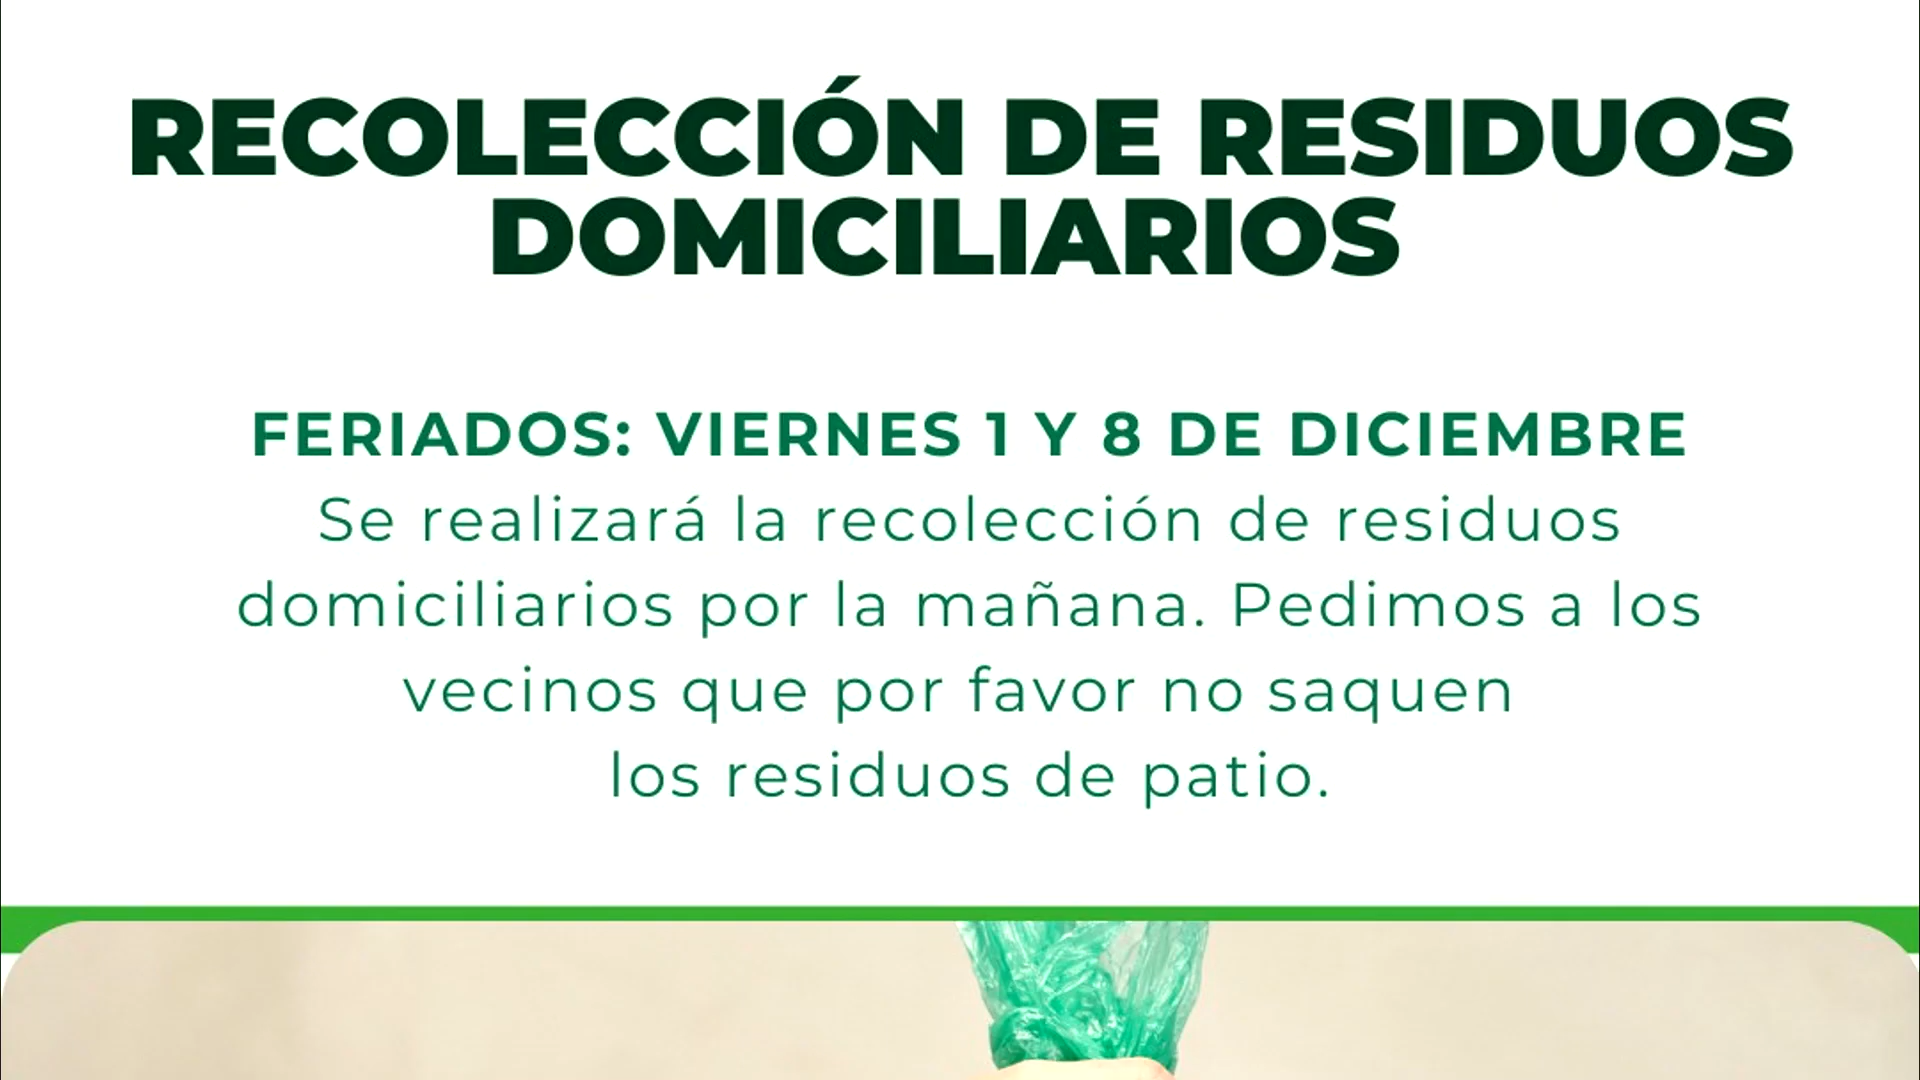 RECOLECCIÓN DE RESIDUOS
DOMICILIARIOS
FERIADOS: VIERNES 1 Y 8 DE DICIEMBRE
Se realizará la recolección de residuos
domiciliarios por la mañana. Pedimos a los
vecinos que por favor no saquen
los residuos de patio.